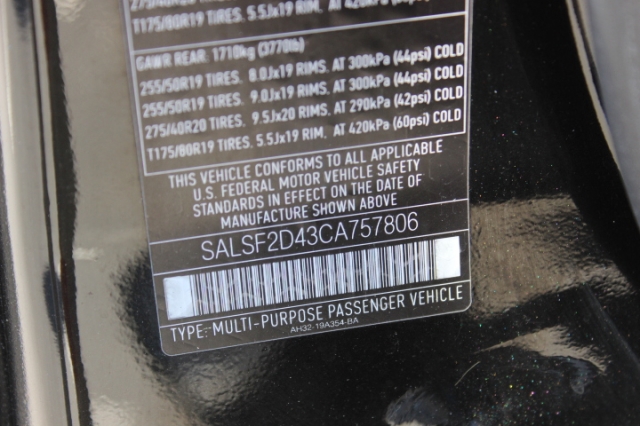 275/40R20 TIRES.
T175/80R19 TIRES. 5.5Jx19 RIM, AT 420kPa (60psi) COLD
GAWR REAR: 1710kg (3770lb)
255/50R19 TIRES. 8.0Jx19 RIMS. AT 300kPa (44psi) COLD
255/50R19 TIRES. 9.0Jx19 RIMS. AT 300kPa (44psi) COLD
275/40R20 TIRES. 9.5Jx20 RIMS. AT 290kPa (42psi) COLD
T175/80R19 TIRES. 5.5Jx19 RIM, AT 420kPa (60psi) COLD
THIS VEHICLE CONFORMS TO ALL APPLICABLE
U.S. FEDERAL MOTOR VEHICLE SAFETY
STANDARDS IN EFFECT ON THE DATE OF
MANUFACTURE SHOWN ABOVE
SALSF2D43CA757806
TYPE: MULTI-PURPOSE PASSENGER VEHICLE
AH32-19A354-BA